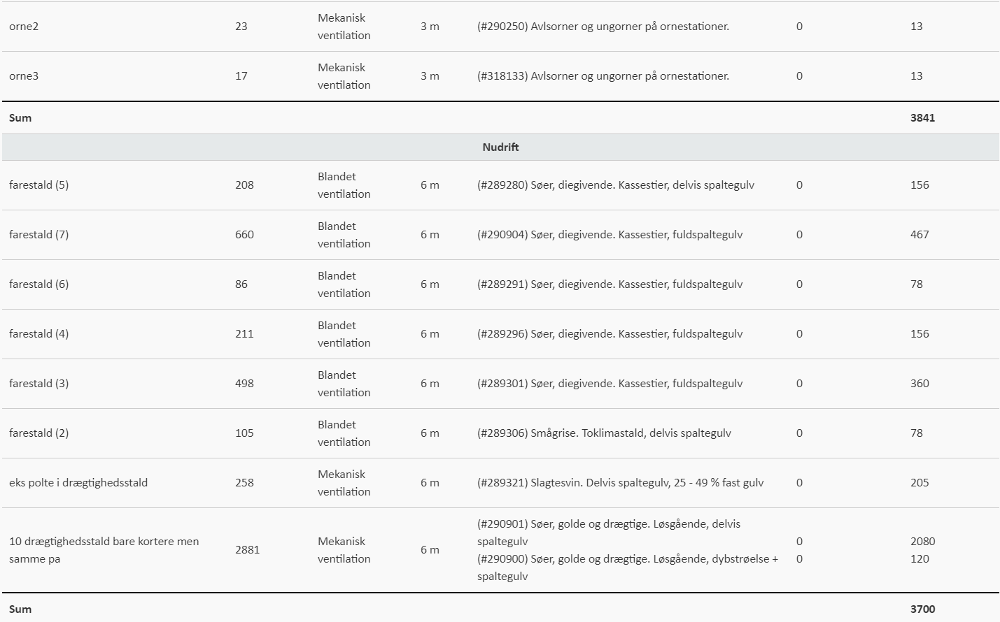 orne2 23 Mekanisk ventilation 3 m (#290250) Avlsorner og ungorner på ornestationer. 0 13
orne3 17 Mekanisk ventilation 3 m (#318133) Avlsorner og ungorner på ornestationer. 0 13
Sum 3841
Nudrift
farestald (5) 208 Blandet ventilation 6 m (#289280) Søer, diegivende. Kassestier, delvis spaltegulv 0 156
farestald (7) 660 Blandet ventilation 6 m (#290904) Søer, diegivende. Kassestier, fuldspaltegulv 0 467
farestald (6) 86 Blandet ventilation 6 m (#289291) Søer, diegivende. Kassestier, fuldspaltegulv 0 78
farestald (4) 211 Blandet ventilation 6 m (#289296) Søer, diegivende. Kassestier, fuldspaltegulv 0 156
farestald (3) 498 Blandet ventilation 6 m (#289301) Søer, diegivende. Kassestier, fuldspaltegulv 0 360
farestald (2) 105 Blandet ventilation 6 m (#289306) Smågrise. Toklimastald, delvis spaltegulv 0 78
eks polte i drægtighedsstald 258 Mekanisk ventilation 6 m (#289321) Slagtesvin. Delvis spaltegulv, 25 - 49 % fast gulv 0 205
10 drægtighedsstald bare kortere men samme pa 2881 Mekanisk ventilation 6 m (#290901) Søer, golde og drægtige. Løsgående, delvis spaltegulv 0 2080
(#290900) Søer, golde og drægtige. Løsgående, dybstrøelse + spaltegulv 0 120
Sum 3700